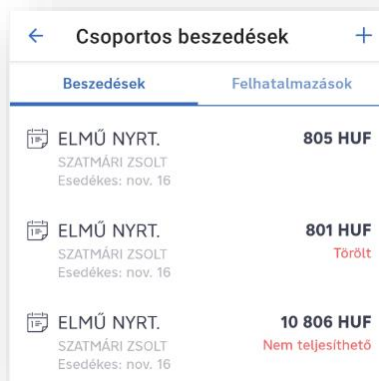 Csoportos beszedések
Beszedések Felhatalmazások
ELMŰ NYRT. 805 HUF
SZATMÁRI ZSOLT
Esedékes: nov. 16
ELMŰ NYRT. 801 HUF
SZATMÁRI ZSOLT Törölt
Esedékes: nov. 16
ELMŰ NYRT. 10 806 HUF
SZATMÁRI ZSOLT Nem teljesíthető
Esedékes: nov. 16